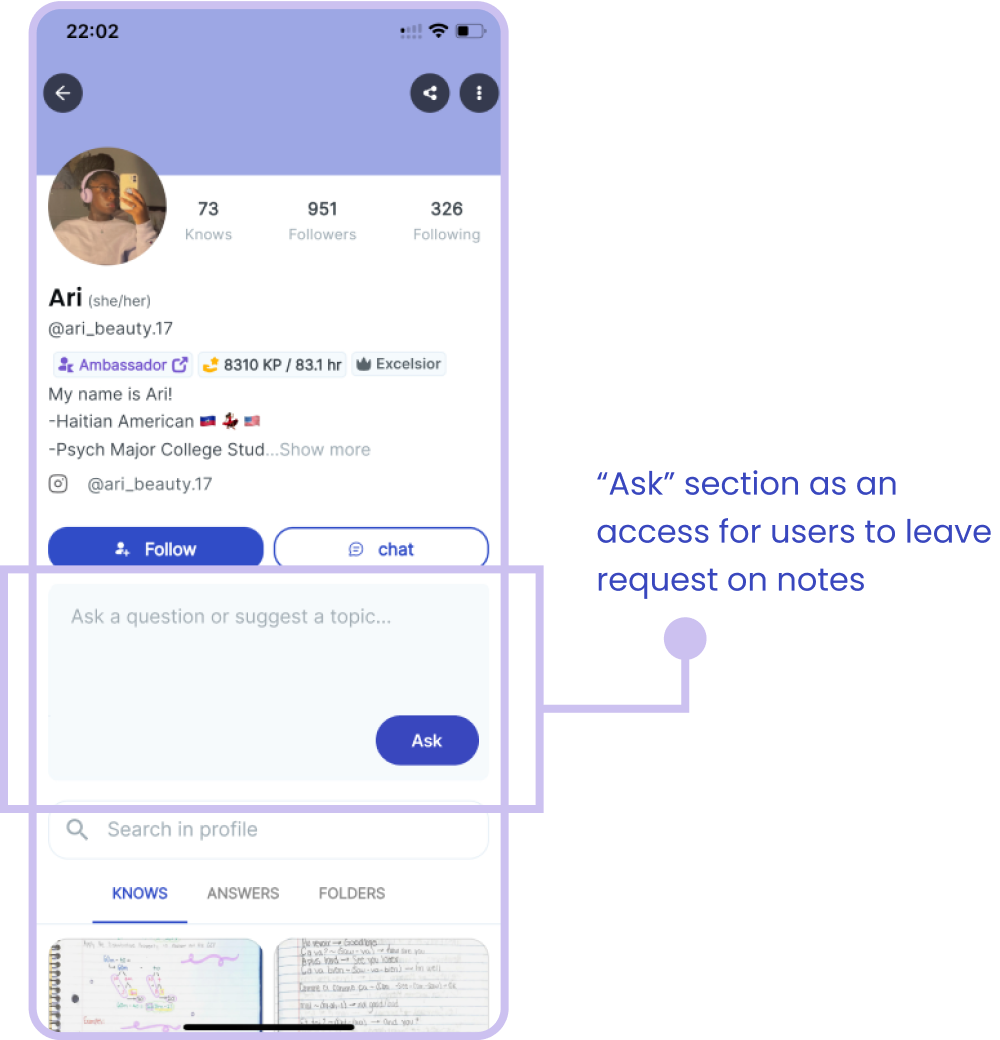 22:02
73
951
326
Knows
Followers
Following
Ari (she/her)
@ari_beauty.17
Ambassador
8310 KP / 83.1 hr
Excelsior
My name is Ari!
-Haitian American 🇭🇹 💃🏿 🇺🇸
-Psych Major College Stud...Show more
@ari_beauty.17
Follow
chat
“Ask” section as an
access for users to leave
request on notes
Ask a question or suggest a topic...
Ask
Search in profile
KNOWS
ANSWERS
FOLDERS
Au revoir → Goodbye